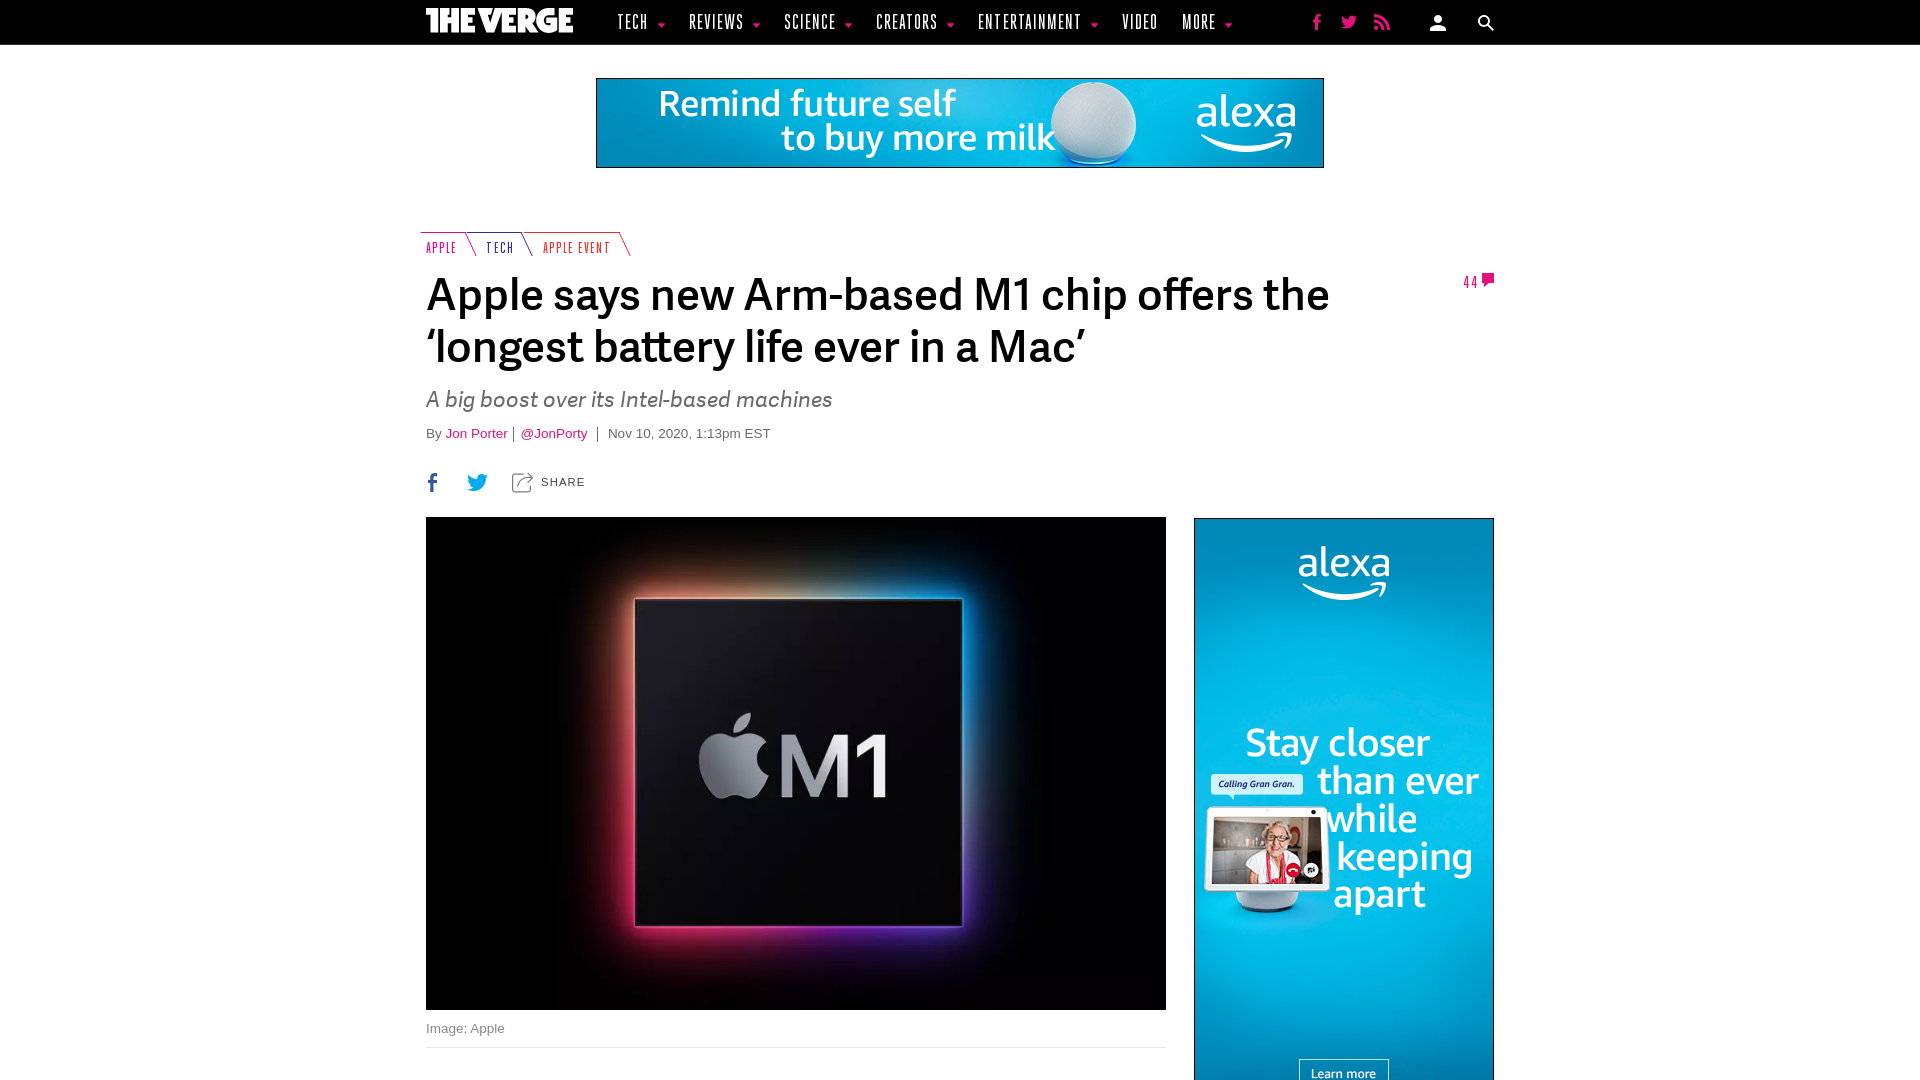 THE VERGE
TECH REVIEWS SCIENCE CREATORS ENTERTAINMENT VIDEO MORE
Remind future self
to buy more milk
alexa
APPLE TECH APPLE EVENT
Apple says new Arm-based M1 chip offers the
‘longest battery life ever in a Mac’
44
A big boost over its Intel-based machines
By Jon Porter | @JonPorty | Nov 10, 2020, 1:13pm EST
SHARE
M1
Image: Apple
alexa
Stay closer
than ever
Calling Gran Gran.
while
keeping
apart
Learn more